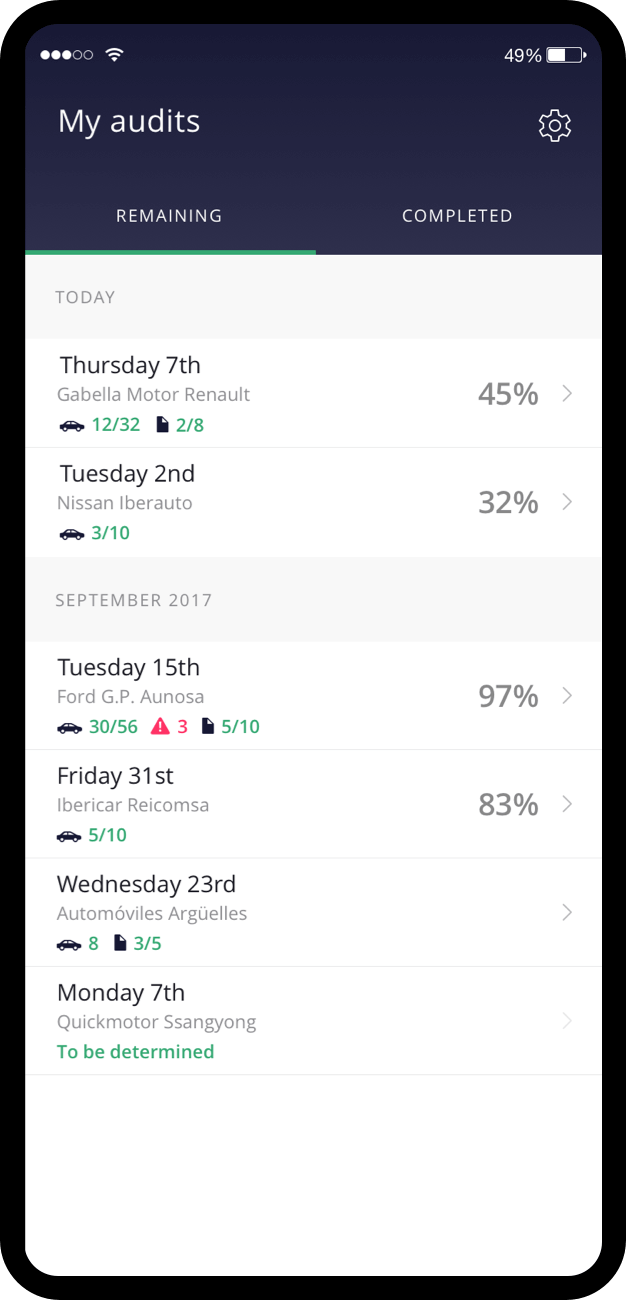 49%
My audits
REMAINING COMPLETED
TODAY
Thursday 7th
Gabella Motor Renault
45%
12/32 2/8
Tuesday 2nd
Nissan Iberauto
32%
3/10
SEPTEMBER 2017
Tuesday 15th
Ford G.P. Aunosa
97%
30/56 3 5/10
Friday 31st
Ibericar Reicomsa
83%
5/10
Wednesday 23rd
Automóviles Argüelles
8 3/5
Monday 7th
Quickmotor Ssangyong
To be determined